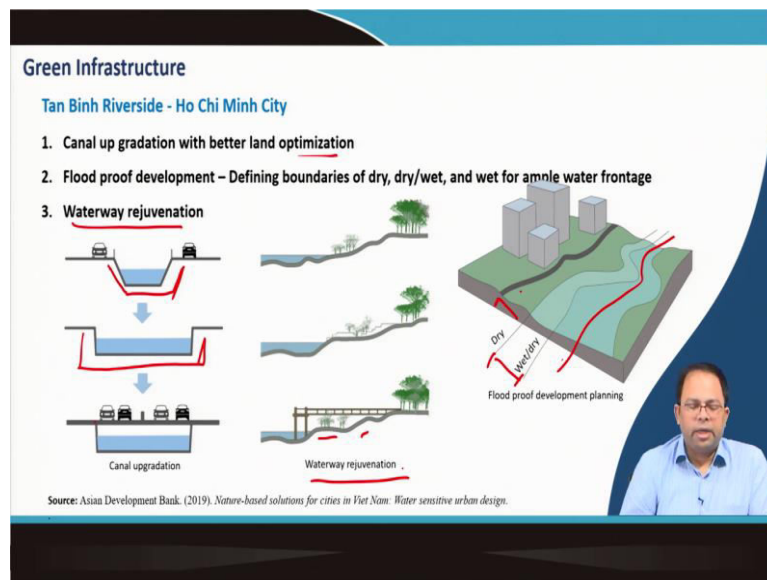 Green Infrastructure
Tan Binh Riverside - Ho Chi Minh City
1. Canal up gradation with better land optimization
2. Flood proof development – Defining boundaries of dry, dry/wet, and wet for ample water frontage
3. Waterway rejuvenation
Dry
Wet/dry
Flood proof development planning
Canal upgradation
Waterway rejuvenation
Source: Asian Development Bank. (2019). Nature-based solutions for cities in Viet Nam: Water sensitive urban design.